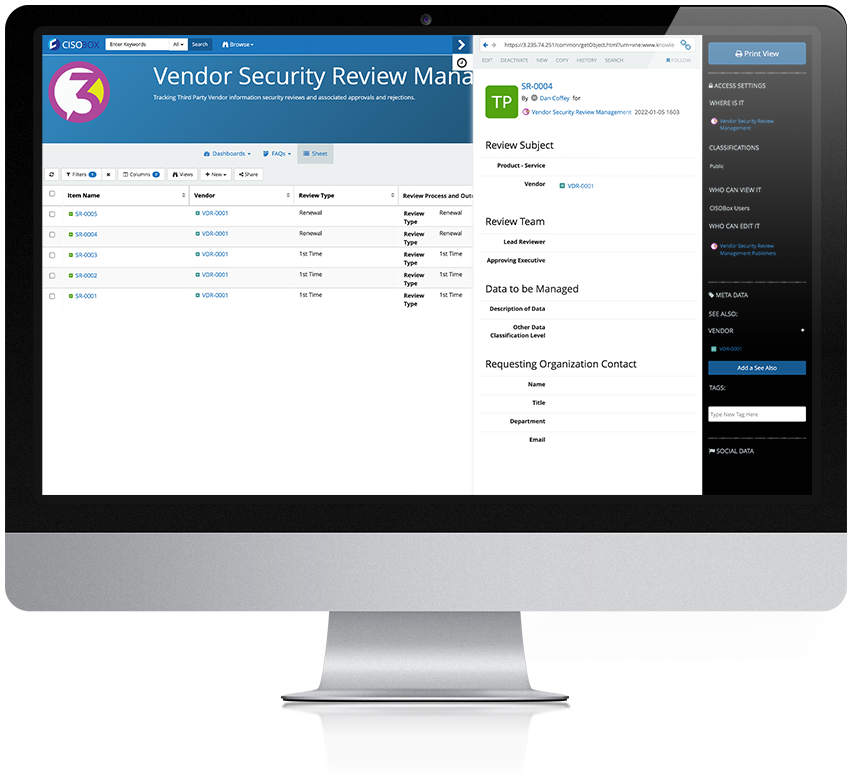 CISOBOX
Enter Keywords
All
Search
Browse
Vendor Security Review Mana
Tracking Third Party Vendor information security reviews and associated approvals and rejections.
Dashboards
FAQs
Sheet
Filters 1
Columns
Views
New
Share
Item Name
Vendor
Review Type
Review Process and Out
SR-0005
VDR-0001
Renewal
Review Type
Renewal
SR-0004
VDR-0001
Renewal
Review Type
Renewal
SR-0003
VDR-0001
1st Time
Review Type
1st Time
SR-0002
VDR-0001
1st Time
Review Type
1st Time
SR-0001
VDR-0001
1st Time
Review Type
1st Time
https://3.235.74.251/common/getObject.html?um=vne:www.knowle
EDIT DEACTIVATE NEW COPY HISTORY SEARCH
FOLLOW
TP
SR-0004
By Dan Coffey for
Vendor Security Review Management 2022-01-05 1603
Review Subject
Product - Service
Vendor
VDR-0001
Review Team
Lead Reviewer
Approving Executive
Data to be Managed
Description of Data
Other Data
Classification Level
Requesting Organization Contact
Name
Title
Department
Email
Print View
ACCESS SETTINGS
WHERE IS IT
Vendor Security Review
Management
CLASSIFICATIONS
Public
WHO CAN VIEW IT
CISOBox Users
WHO CAN EDIT IT
Vendor Security Review
Management Publishers
META DATA
SEE ALSO:
VENDOR
+
VDR-0001
Add a See Also
TAGS:
Type New Tag Here
SOCIAL DATA